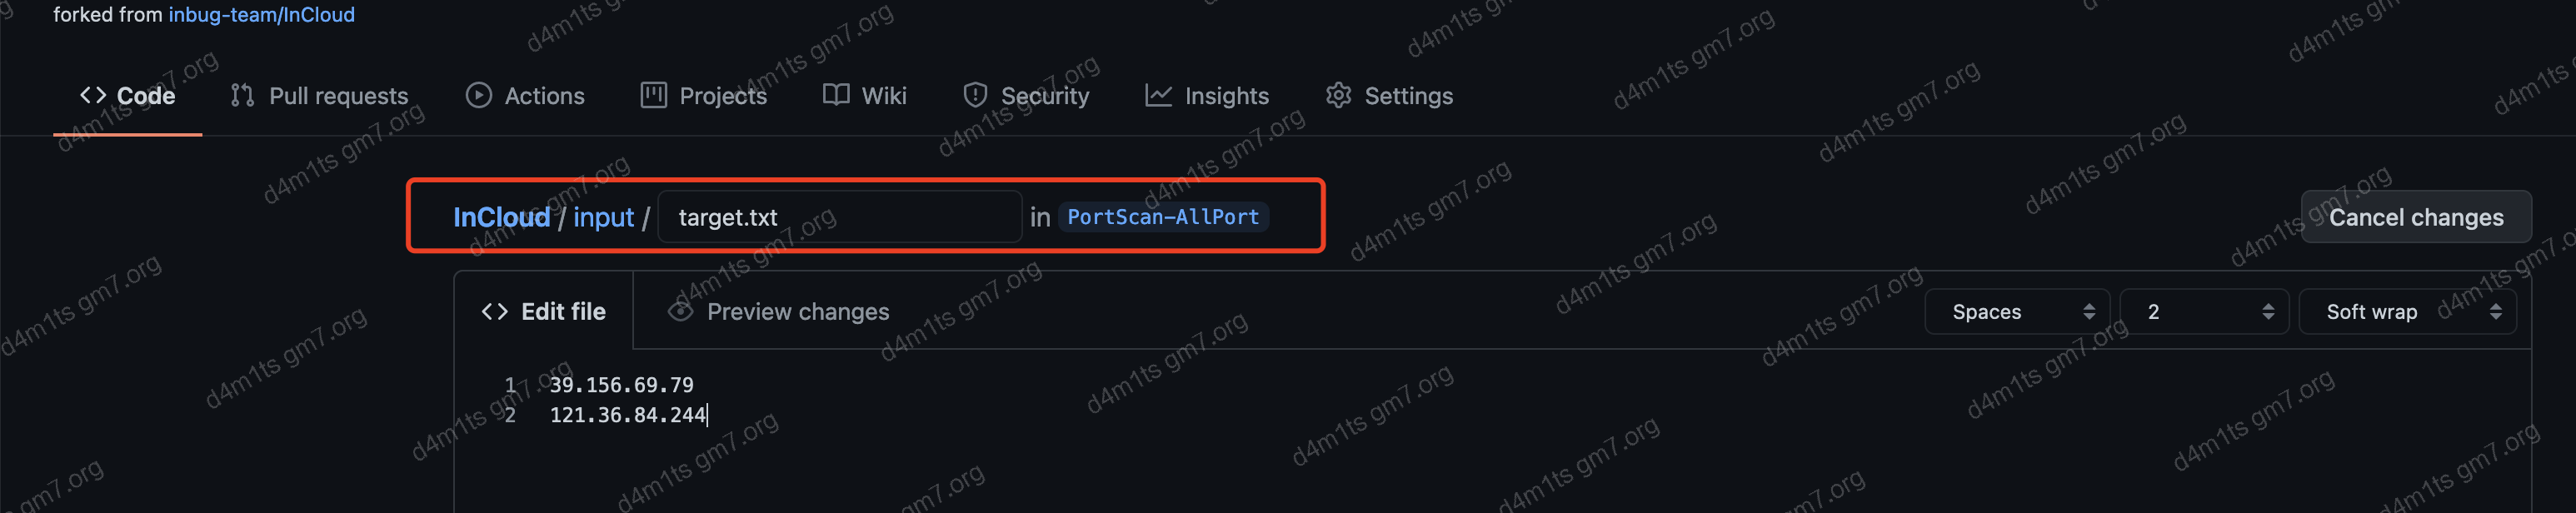 forked from inbug-team/InCloud
Code Pull requests Actions Projects Wiki Security Insights Settings
InCloud / input / target.txt in PortScan-AllPort Cancel changes
Edit file Preview changes Spaces 2 Soft wrap
1 39.156.69.79
2 121.36.84.244
d4m1ts gm7.org